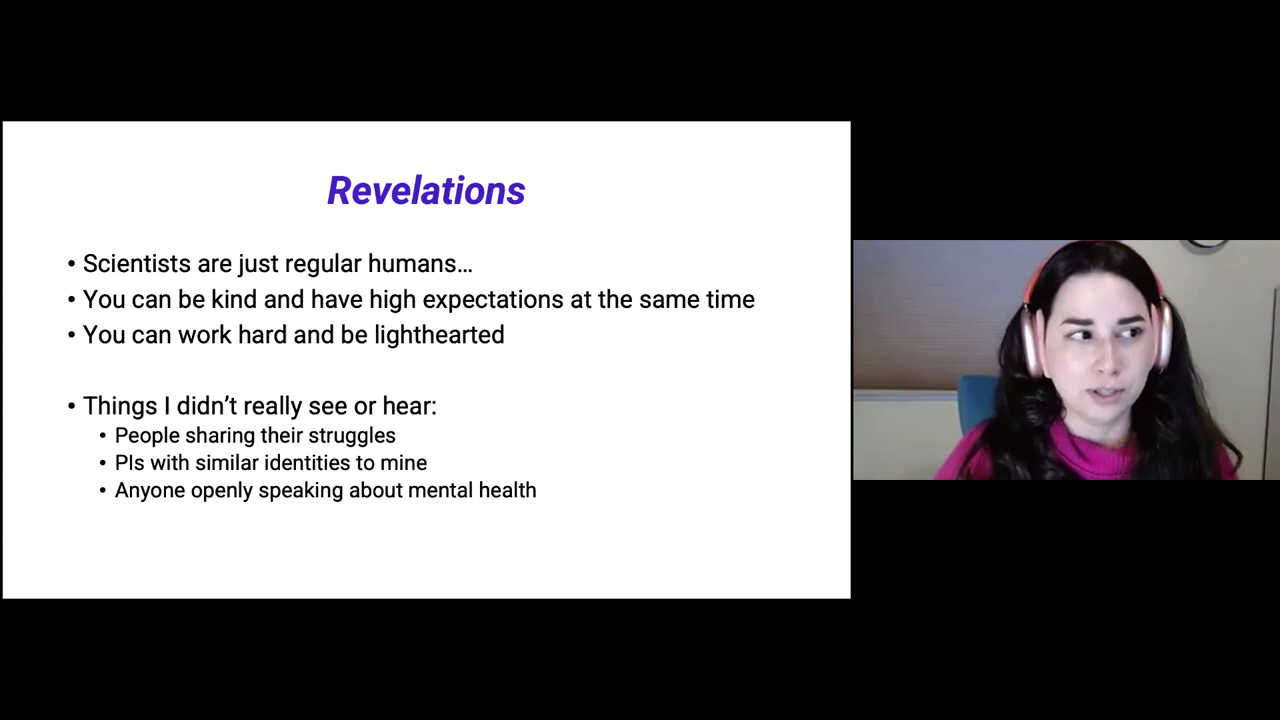 Revelations
• Scientists are just regular humans…
• You can be kind and have high expectations at the same time
• You can work hard and be lighthearted
• Things I didn’t really see or hear:
• People sharing their struggles
• PIs with similar identities to mine
• Anyone openly speaking about mental health